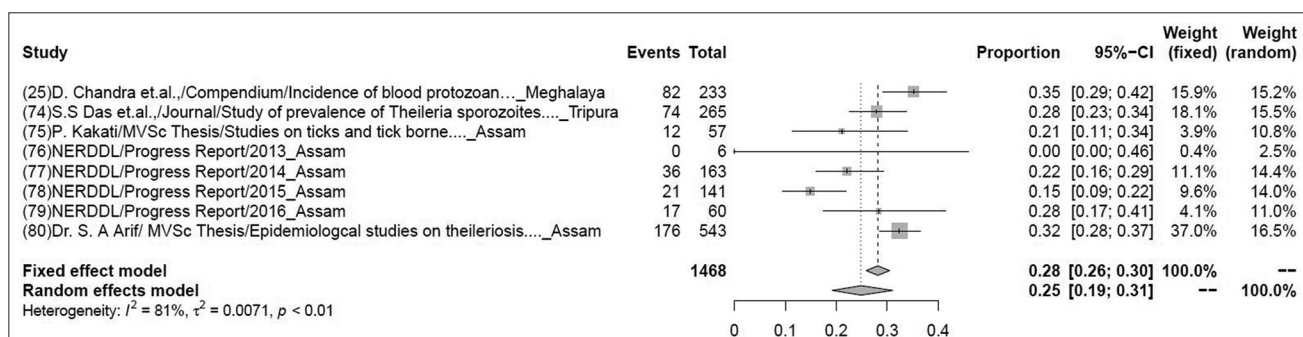 Study Events Total Proportion 95%−CI Weight (fixed) Weight (random)
(25)D. Chandra et.al.,/Compendium/Incidence of blood protozoan…_Meghalaya 82 233 0.35 [0.29; 0.42] 15.9% 15.2%
(74)S.S Das et.al.,/Journal/Study of prevalence of Theileria sporozoites...._Tripura 74 265 0.28 [0.23; 0.34] 18.1% 15.5%
(75)P. Kakati/MVSc Thesis/Studies on ticks and tick borne...._Assam 12 57 0.21 [0.11; 0.34] 3.9% 10.8%
(76)NERDDL/Progress Report/2013_Assam 0 6 0.00 [0.00; 0.46] 0.4% 2.5%
(77)NERDDL/Progress Report/2014_Assam 36 163 0.22 [0.16; 0.29] 11.1% 14.4%
(78)NERDDL/Progress Report/2015_Assam 21 141 0.15 [0.09; 0.22] 9.6% 14.0%
(79)NERDDL/Progress Report/2016_Assam 17 60 0.28 [0.17; 0.41] 4.1% 11.0%
(80)Dr. S. A Arif/ MVSc Thesis/Epidemiologcal studies on theileriosis...._Assam 176 543 0.32 [0.28; 0.37] 37.0% 16.5%
Fixed effect model 1468 0.28 [0.26; 0.30] 100.0% −−
Random effects model 0.25 [0.19; 0.31] −− 100.0%
Heterogeneity: I² = 81%, τ² = 0.0071, p < 0.01
0 0.1 0.2 0.3 0.4